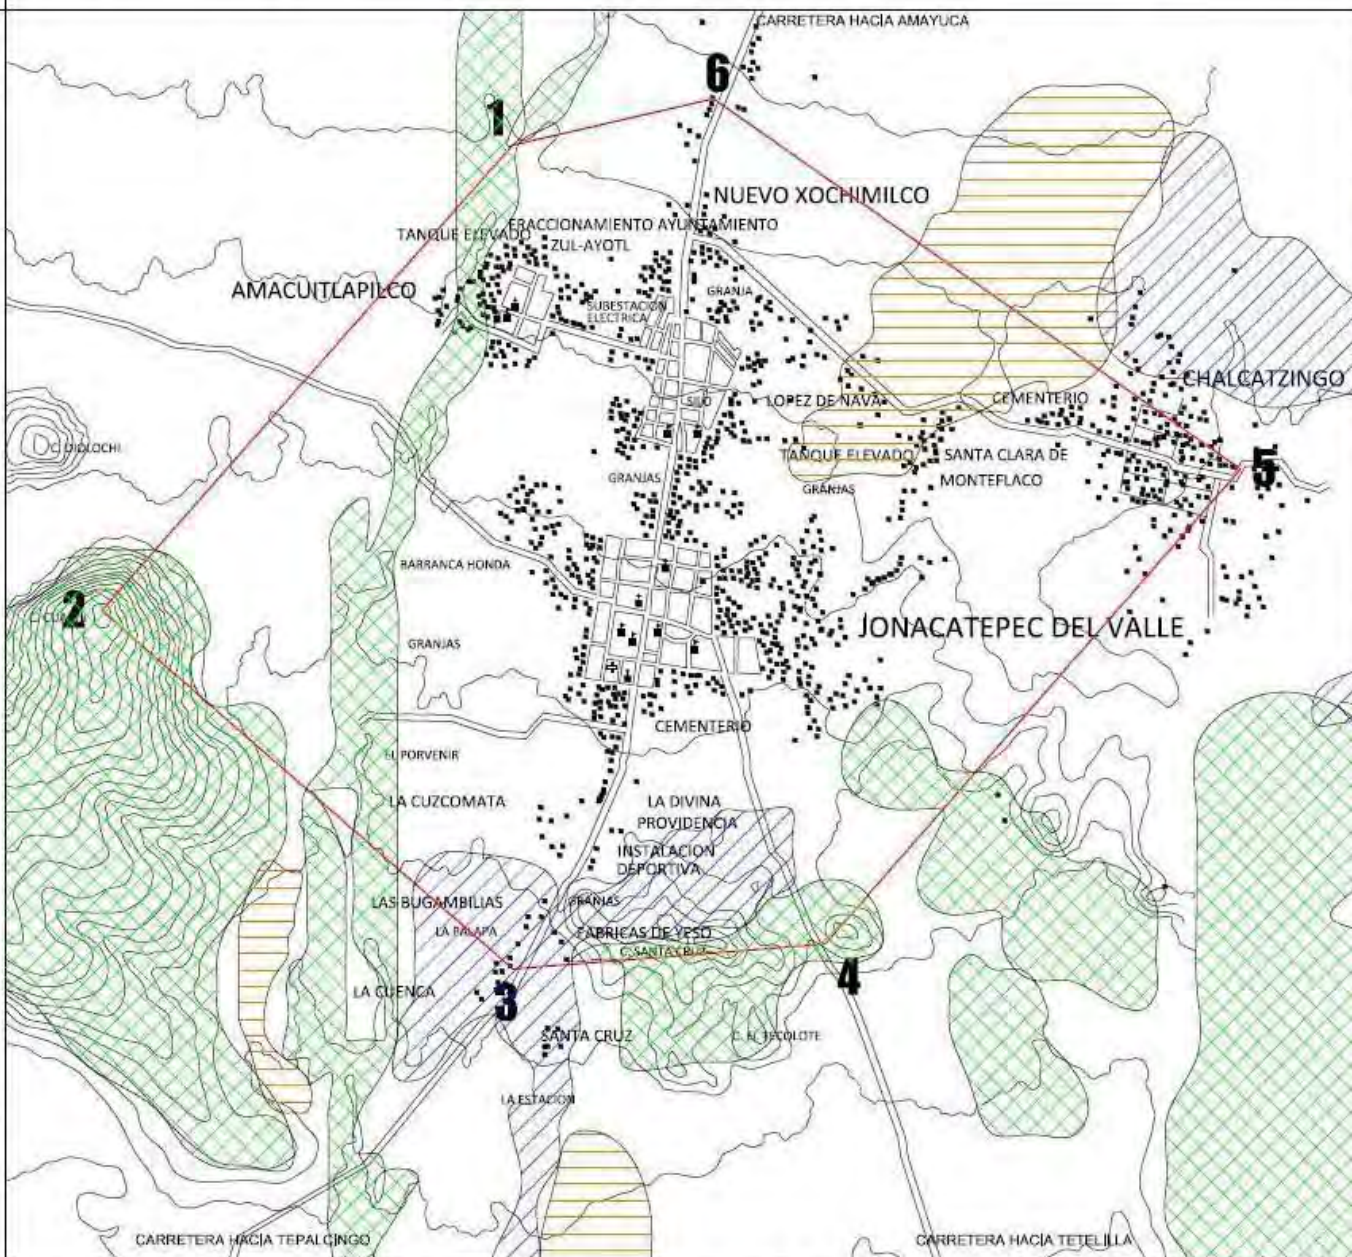 CARRETERA HACIA AMAYUCA
6
1
NUEVO XOCHIMILCO
FRACCIONAMIENTO AYUNTAMIENTO
TANQUE ELEVADO
ZUL-AYOTL
AMACUITLAPILCO
GRANJA
SUBESTACION
ELECTRICA
CHALCATZINGO
SILO
LOPEZ DE NAVA
CEMENTERIO
TANQUE ELEVADO
SANTA CLARA DE
MONTEFLACO
5
GRANJAS
GRANJAS
BARRANCA HONDA
2
GRANJAS
JONACATEPEC DEL VALLE
CEMENTERIO
EL PORVENIR
LA CUZCOMATA
LA DIVINA
PROVIDENCIA
INSTALACION
DEPORTIVA
LAS BUGAMBILIAS
GRANJAS
LA PALAPA
FABRICAS DE YESO
C. SANTA CRUZ
4
LA CUENCA
3
SANTA CRUZ
C. EL TECOLOTE
LA ESTACION
CARRETERA HACIA TEPALCINGO
CARRETERA HACIA TETELILLA